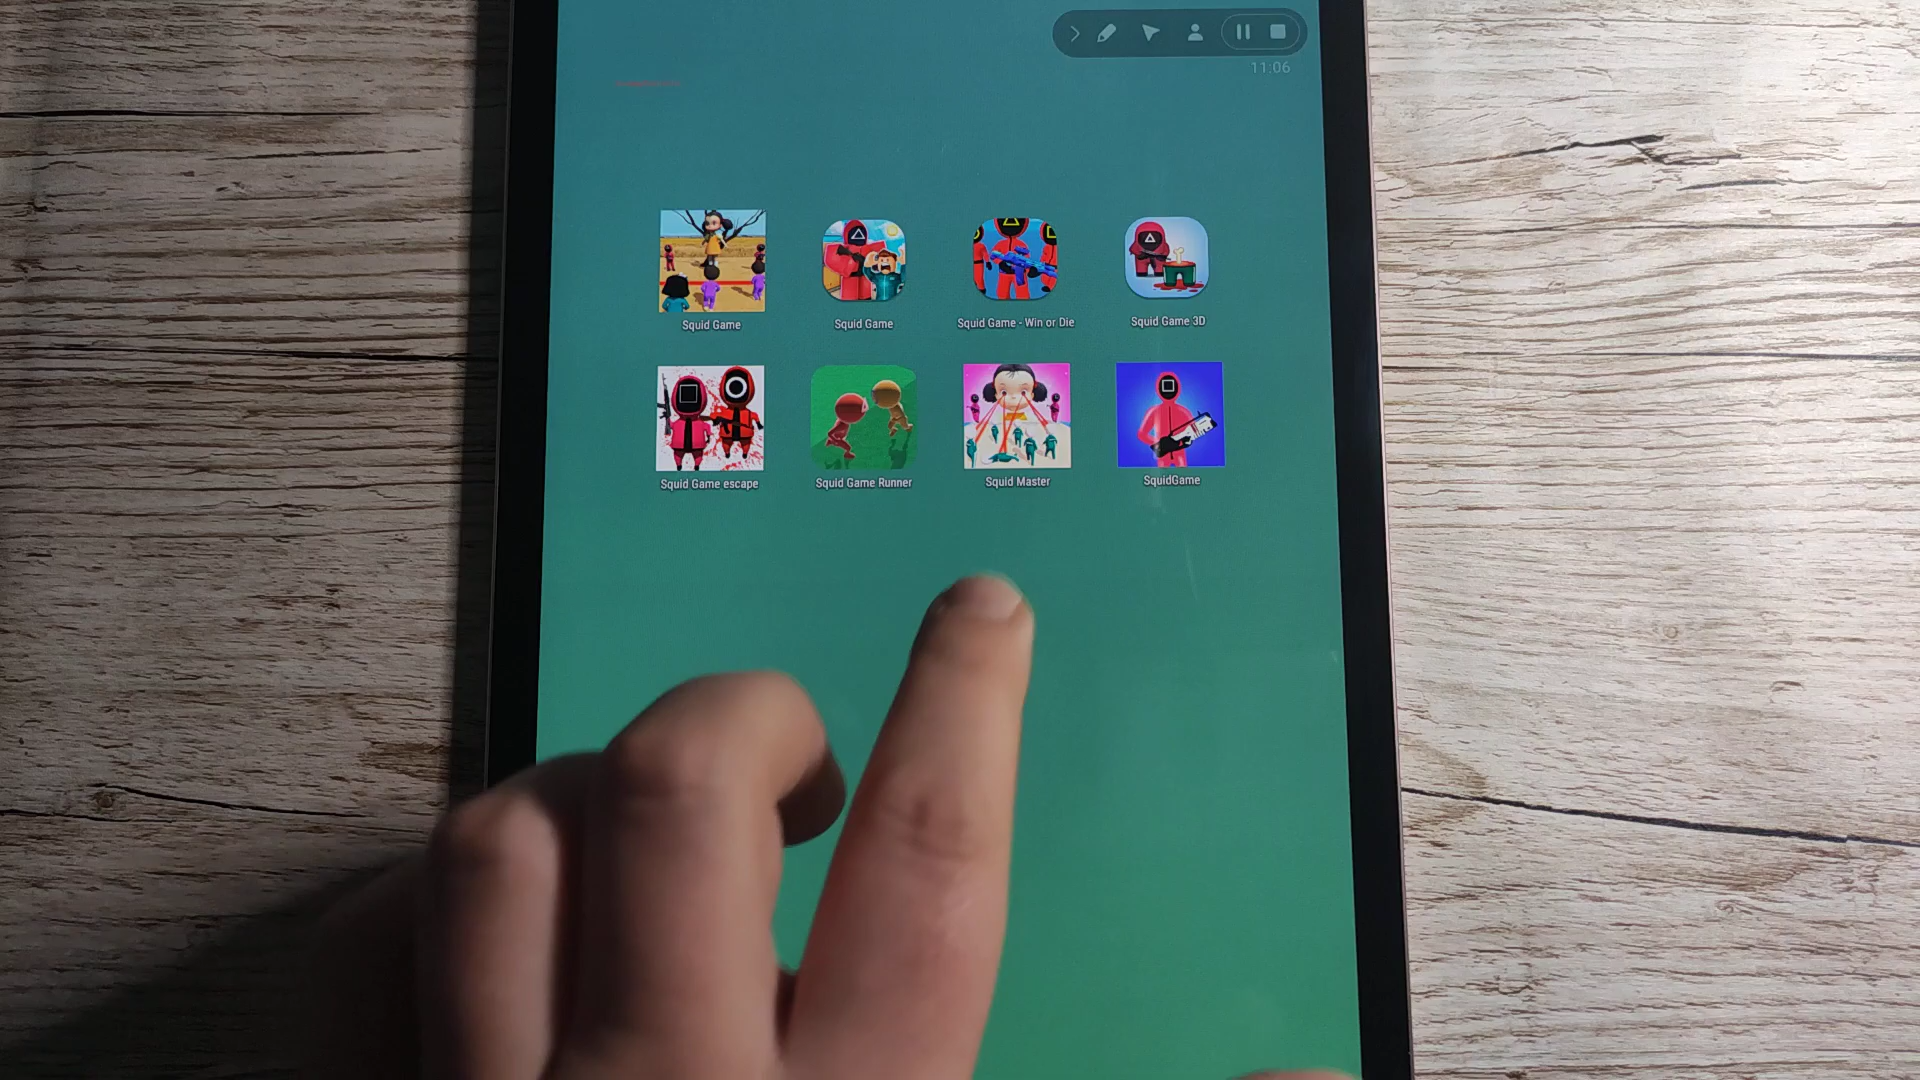 11:06
Squid Game
Squid Game
Squid Game - Win or Die
Squid Game 3D
Squid Game escape
Squid Game Runner
Squid Master
SquidGame